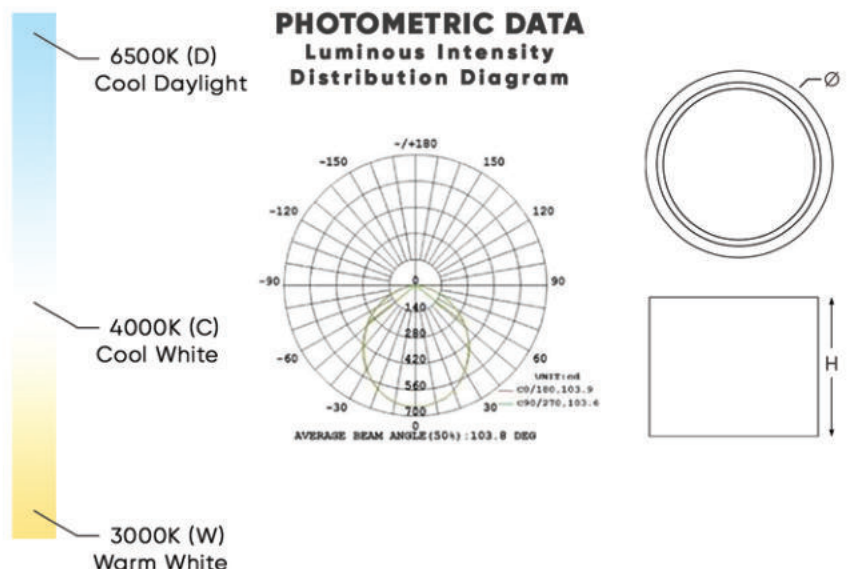 6500K (D)
Cool Daylight
4000K (C)
Cool White
3000K (W)
Warm White
PHOTOMETRIC DATA
Luminous Intensity
Distribution Diagram
-/+180
-150 150
-120 120
-90 0 90
140
280
-60 420 60
560
-30 700 30
0
UNIT:cd
C0/180,103.9
C90/270,103.6
AVERAGE BEAM ANGLE(50%):103.8 DEG
Ø
H